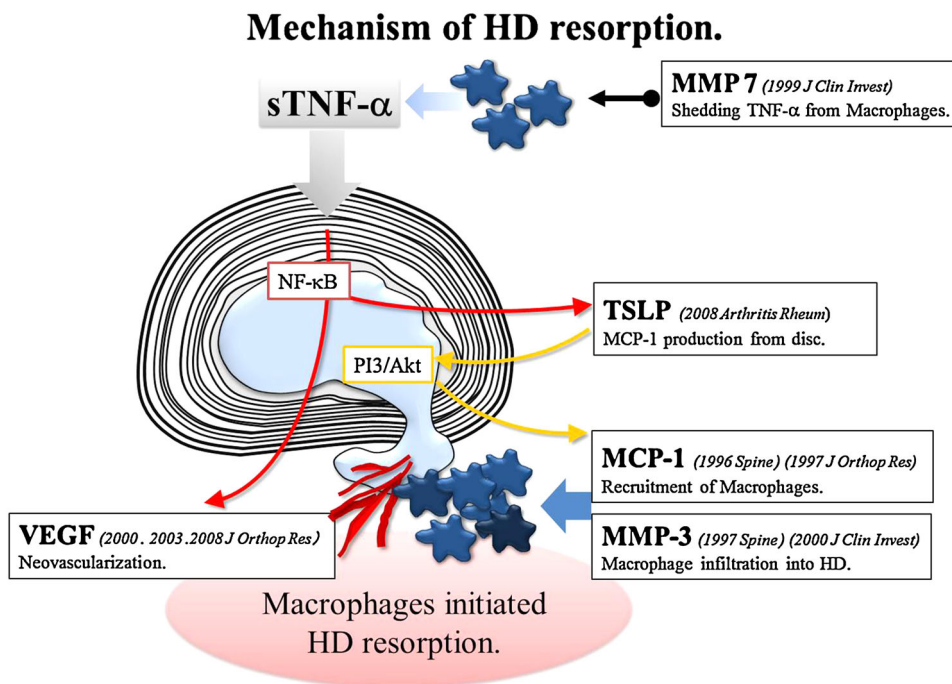 Mechanism of HD resorption.
sTNF-α
MMP 7 (1999 J Clin Invest)
Shedding TNF-α from Macrophages.
NF-κB
TSLP (2008 Arthritis Rheum)
MCP-1 production from disc.
PI3/Akt
MCP-1 (1996 Spine) (1997 J Orthop Res)
Recruitment of Macrophages.
VEGF (2000 . 2003 .2008 J Orthop Res)
Neovascularization.
MMP-3 (1997 Spine) (2000 J Clin Invest)
Macrophage infiltration into HD.
Macrophages initiated
HD resorption.